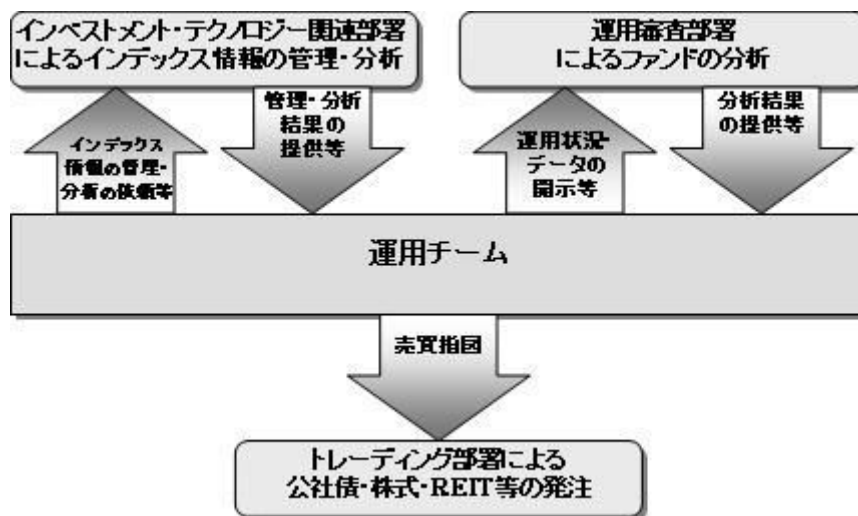 インベストメント・テクノロジー関連部署
によるインデックス情報の管理・分析
運用審査部署
によるファンドの分析
インデックス
情報の管理・
分析の依頼等
管理・分析
結果の
提供等
運用状況・
データの
開示等
分析結果
の提供等
運用チーム
売買指図
トレーディング部署による
公社債・株式・REIT等の発注